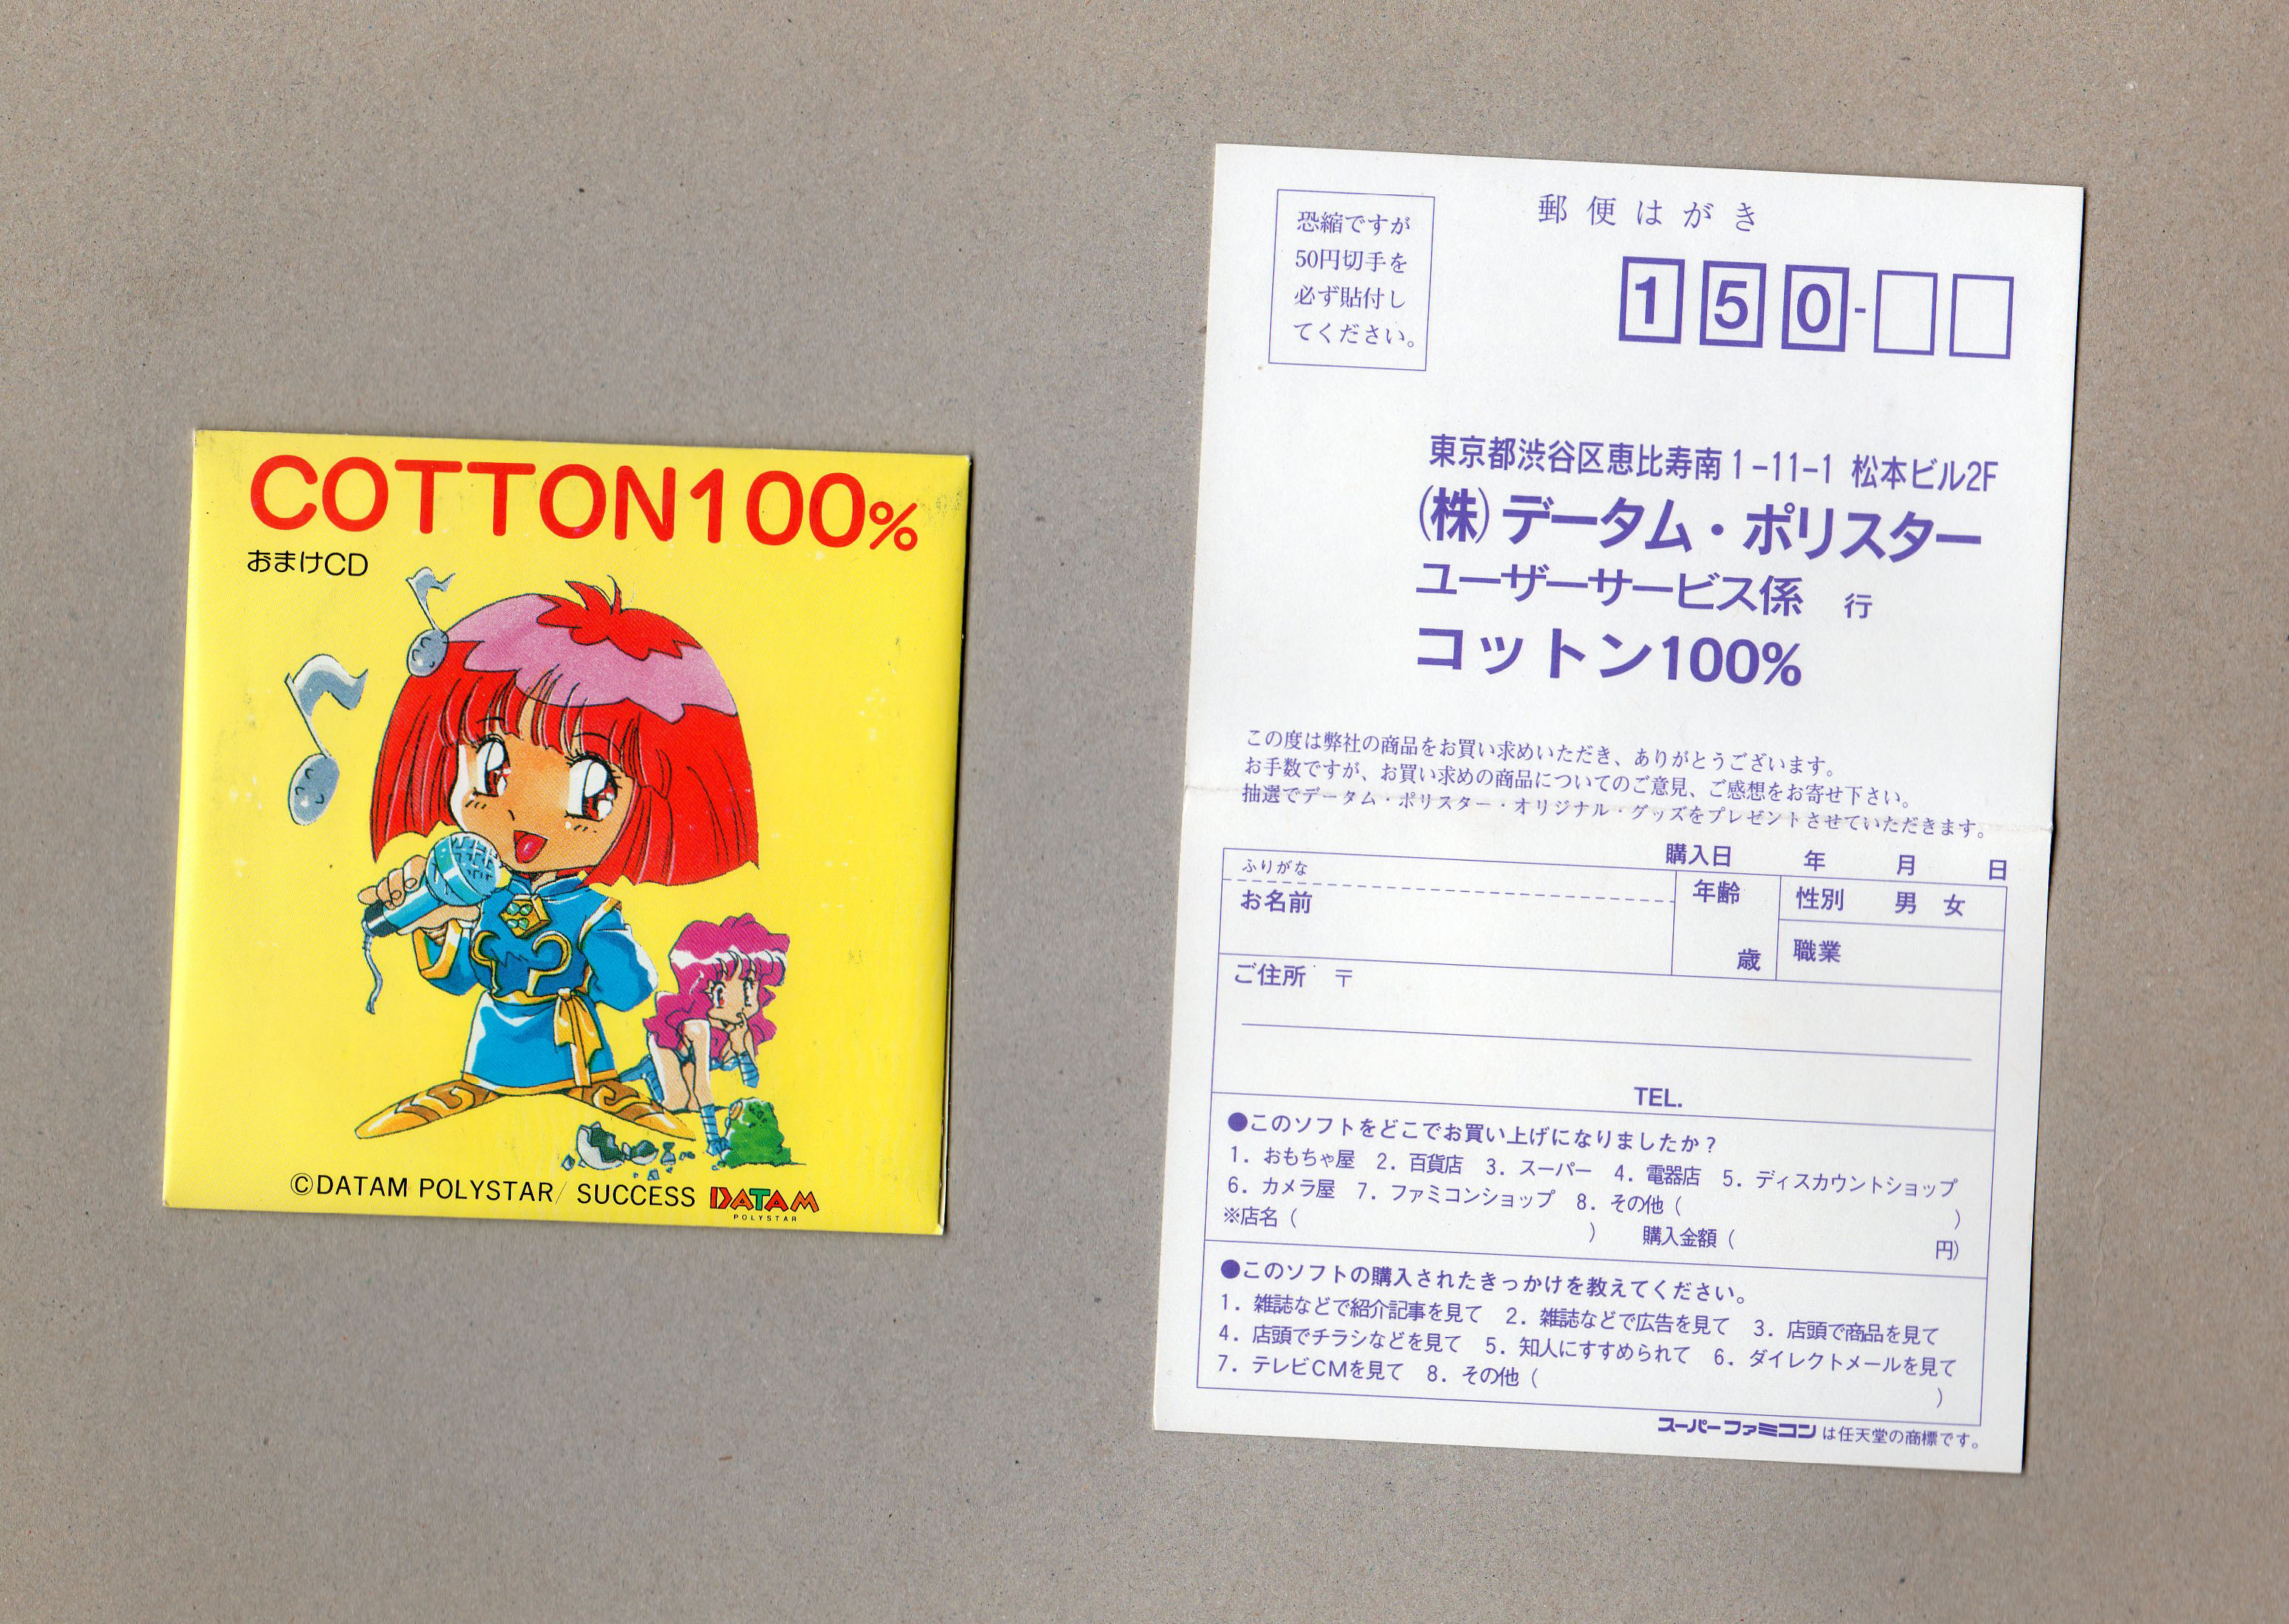 COTTON100%
おまけCD
©DATAM POLYSTAR/ SUCCESS DATAM
POLYSTAR
郵便はがき
恐縮ですが
50円切手を
必ず貼付し
てください。
150-
東京都渋谷区恵比寿南1-11-1 松本ビル2F
(株)データム・ポリスター
ユーザーサービス係 行
コットン100%
この度は弊社の商品をお買い求めいただき、ありがとうございます。
お手数ですが、お買い求めの商品についてのご意見、ご感想をお寄せ下さい。
抽選でデータム・ポリスター・オリジナル・グッズをプレゼントさせていただきます。
購入日 年 月 日
ふりがな
お名前
年齢
歳
性別 男 女
職業
ご住所 〒
TEL.
●このソフトをどこでお買い上げになりましたか？
1．おもちゃ屋 2．百貨店 3．スーパー 4．電器店 5．ディスカウントショップ
6．カメラ屋 7．ファミコンショップ 8．その他（ ）
※店名（ ） 購入金額（ 円）
●このソフトの購入されたきっかけを教えてください。
1．雑誌などで紹介記事を見て 2．雑誌などで広告を見て 3．店頭で商品を見て
4．店頭でチラシなどを見て 5．知人にすすめられて 6．ダイレクトメールを見て
7．テレビCMを見て 8．その他（ ）
スーパーファミコンは任天堂の商標です。